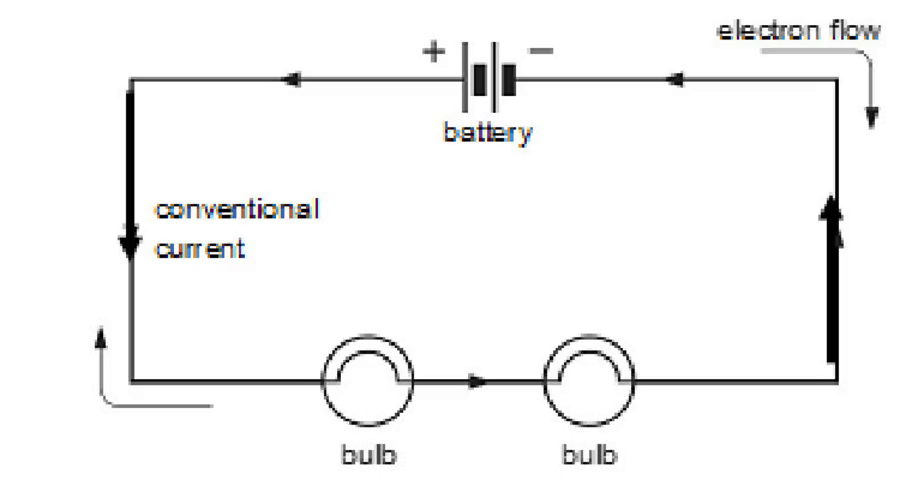 electron flow
+ −
battery
conventional
current
bulb
bulb